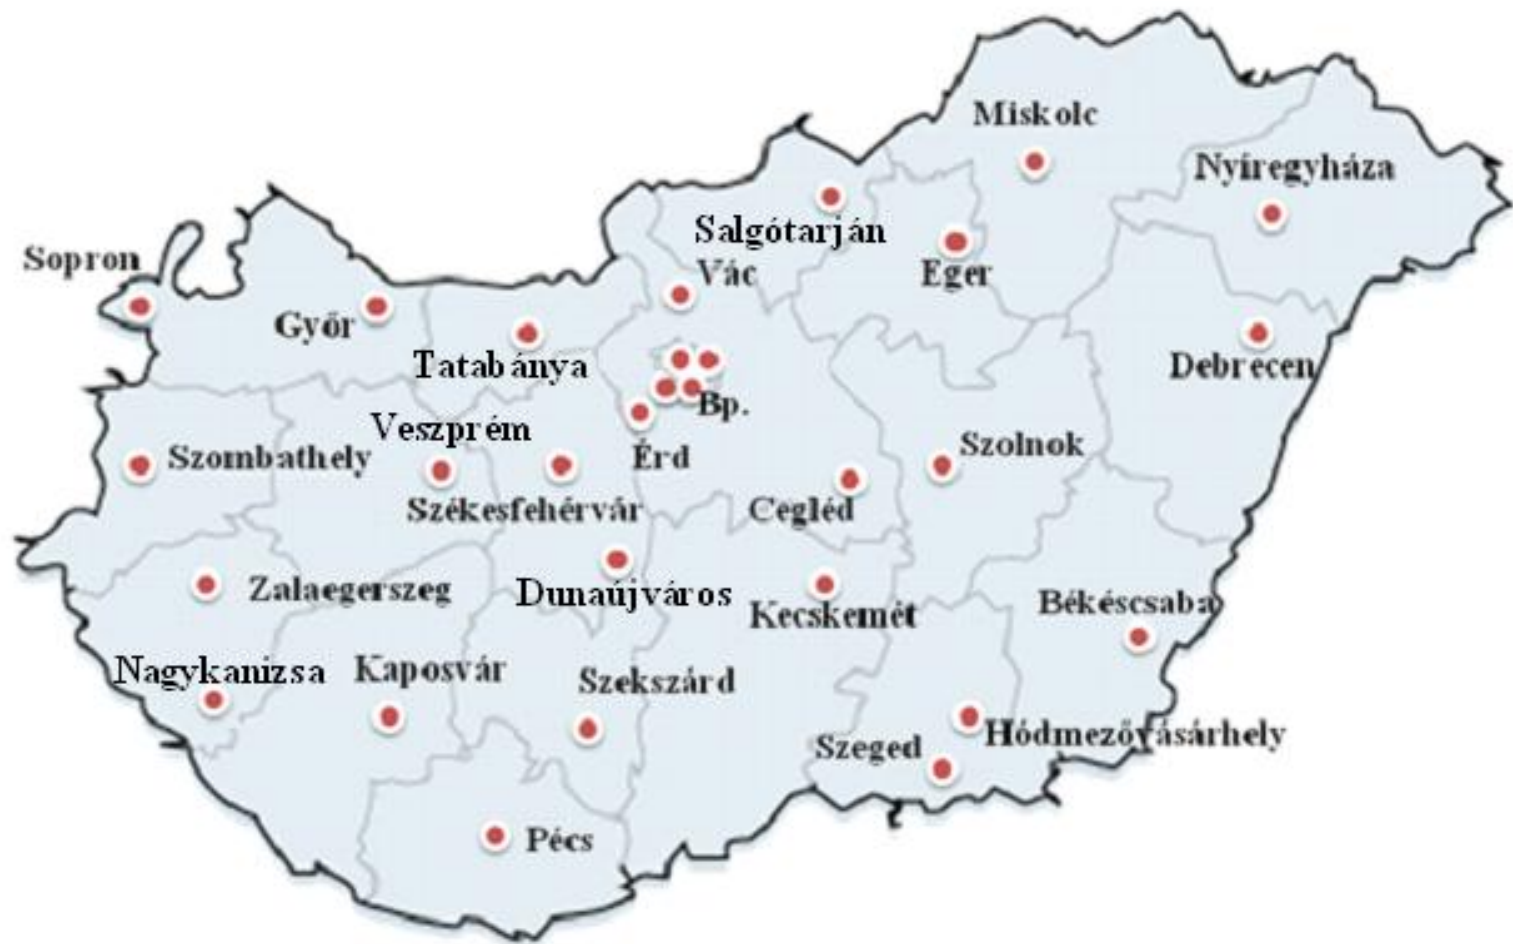 Miskolc
Nyíregyháza
Salgótarján
Sopron
Vác
Eger
Győr
Tatabánya
Debrecen
Bp.
Veszprém
Szombathely
Érd
Szolnok
Székesfehérvár
Cegléd
Zalaegerszeg
Dunaújváros
Kecskemét
Békéscsaba
Nagykanizsa
Kaposvár
Szekszárd
Hódmezővásárhely
Szeged
Pécs